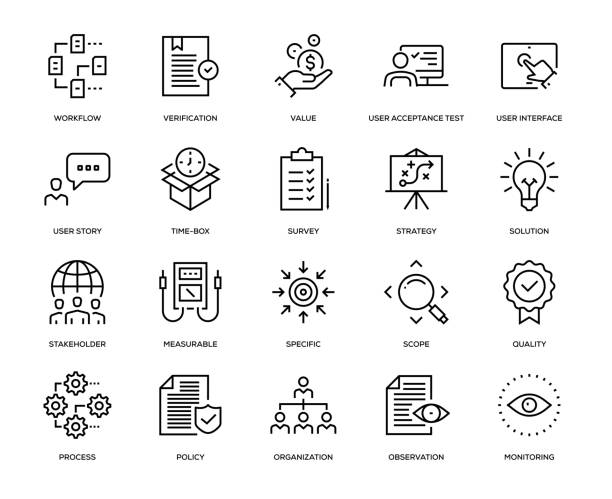 WORKFLOW
VERIFICATION
VALUE
USER ACCEPTANCE TEST
USER INTERFACE
USER STORY
TIME-BOX
SURVEY
STRATEGY
SOLUTION
STAKEHOLDER
MEASURABLE
SPECIFIC
SCOPE
QUALITY
PROCESS
POLICY
ORGANIZATION
OBSERVATION
MONITORING